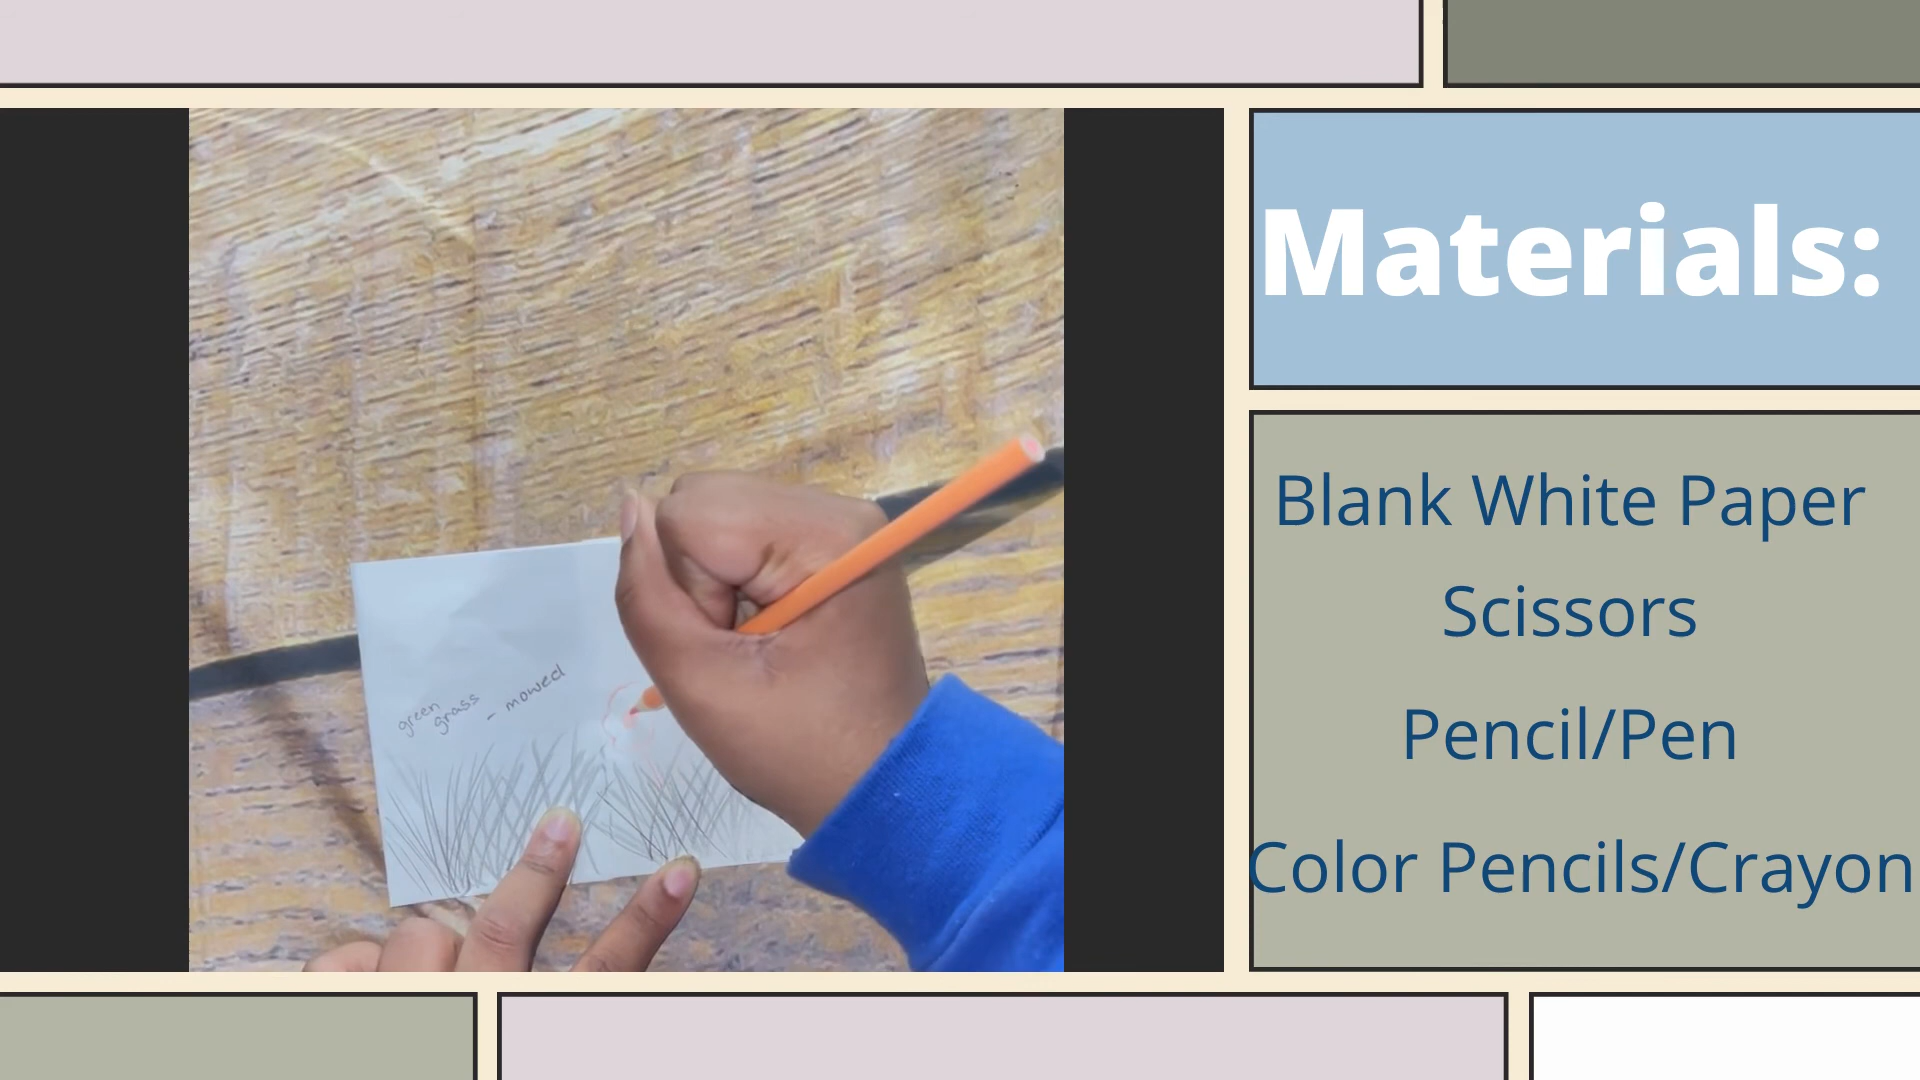 Materials:
Blank White Paper
Scissors
Pencil/Pen
Color Pencils/Crayon
green
grass
- mowed